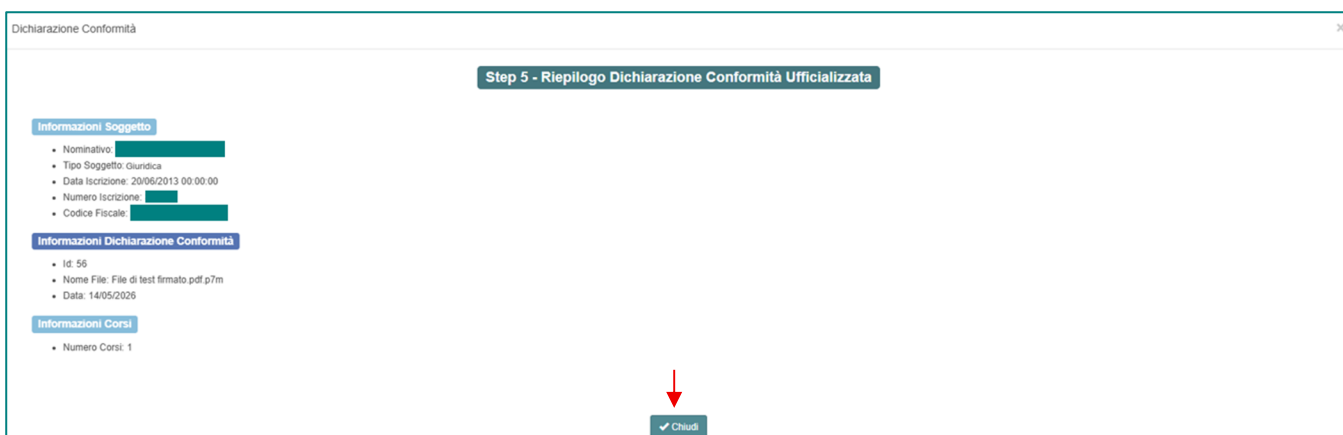 Dichiarazione Conformità ×
Step 5 - Riepilogo Dichiarazione Conformità Ufficializzata
Informazioni Soggetto
• Nominativo:
• Tipo Soggetto: Giuridica
• Data Iscrizione: 20/06/2013 00:00:00
• Numero Iscrizione:
• Codice Fiscale:
Informazioni Dichiarazione Conformità
• Id: 56
• Nome File: File di test firmato.pdf.p7m
• Data: 14/05/2026
Informazioni Corsi
• Numero Corsi: 1
✔ Chiudi